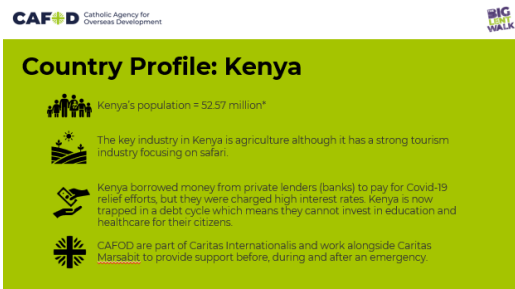 CAFOD Catholic Agency for
Overseas Development
BIG
LENT
WALK
Country Profile: Kenya
Kenya's population = 52.57 million*
The key industry in Kenya is agriculture although it has a strong tourism
industry focusing on safari.
Kenya borrowed money from private lenders (banks) to pay for Covid-19
relief efforts, but they were charged high interest rates. Kenya is now
trapped in a debt cycle which means they cannot invest in education and
healthcare for their citizens.
CAFOD are part of Caritas Internationalis and work alongside Caritas
Marsabit to provide support before, during and after an emergency.